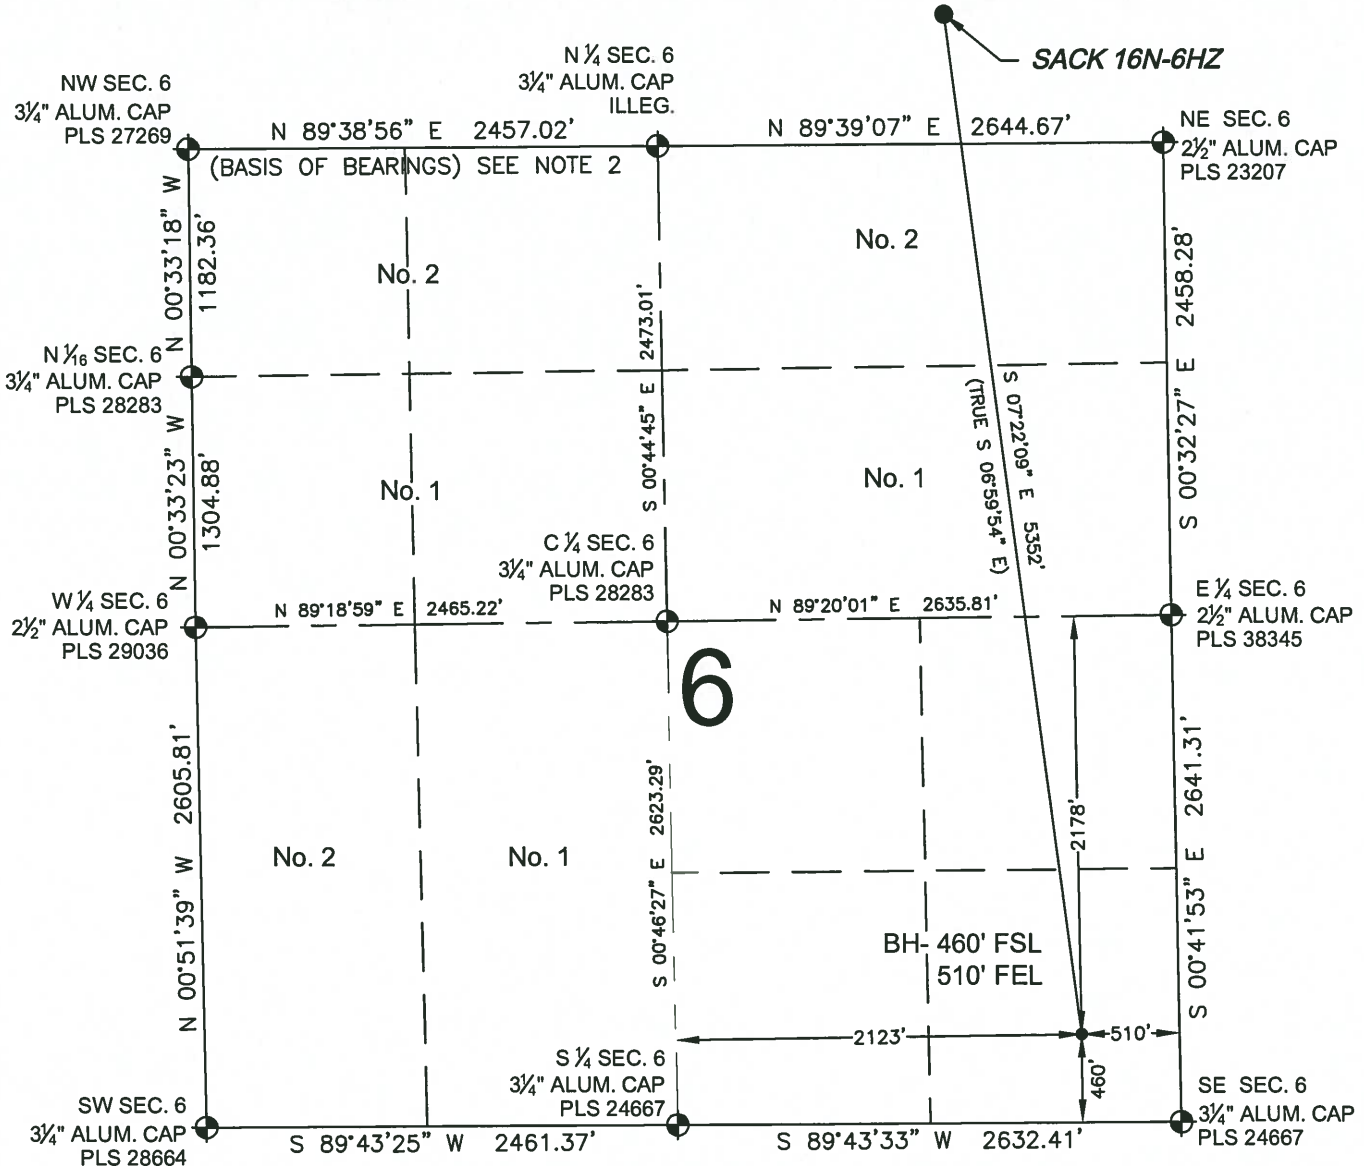 SACK 16N-6HZ
NW SEC. 6
3¼" ALUM. CAP
PLS 27269
N ¼ SEC. 6
3¼" ALUM. CAP
ILLEG.
NE SEC. 6
2½" ALUM. CAP
PLS 23207
N 89°38'56" E 2457.02'
(BASIS OF BEARINGS) SEE NOTE 2
N 89°39'07" E 2644.67'
N 00°33'18" W
1182.36'
No. 2
S 00°44'45" E 2473.01'
No. 2
S 00°32'27" E 2458.28'
N 1⁄16 SEC. 6
3¼" ALUM. CAP
PLS 28283
N 00°33'23" W
1304.88'
No. 1
No. 1
S 07°22'09" E 5352'
(TRUE S 06°59'54" E)
C ¼ SEC. 6
3¼" ALUM. CAP
PLS 28283
W ¼ SEC. 6
2½" ALUM. CAP
PLS 29036
N 89°18'59" E 2465.22'
N 89°20'01" E 2635.81'
E ¼ SEC. 6
2½" ALUM. CAP
PLS 38345
6
N 00°51'39" W 2605.81'
No. 2
No. 1
S 00°46'27" E 2623.29'
2178'
S 00°41'53" E 2641.31'
BH- 460' FSL
510' FEL
2123'
510'
460'
S ¼ SEC. 6
3¼" ALUM. CAP
PLS 24667
SW SEC. 6
3¼" ALUM. CAP
PLS 28664
S 89°43'25" W 2461.37'
S 89°43'33" W 2632.41'
SE SEC. 6
3¼" ALUM. CAP
PLS 24667